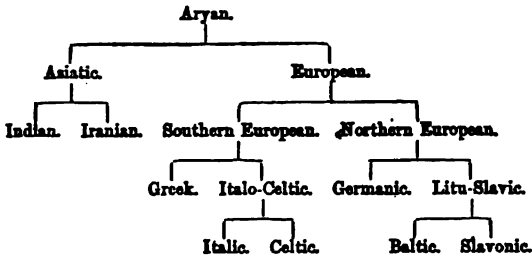 Aryan.
Asiatic. European.
Indian. Iranian. Southern European. Northern European.
Greek. Italo-Celtic. Germanic. Litu-Slavic.
Italic. Celtic. Baltic. Slavonic.